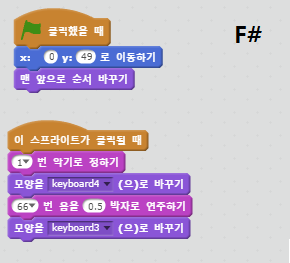 클릭했을 때
F#
x: 0 y: 49 로 이동하기
맨 앞으로 순서 바꾸기
이 스프라이트가 클릭될 때
1▼ 번 악기로 정하기
모양을 keyboard4 ▼ (으)로 바꾸기
66▼ 번 음을 0.5 박자로 연주하기
모양을 keyboard3 ▼ (으)로 바꾸기